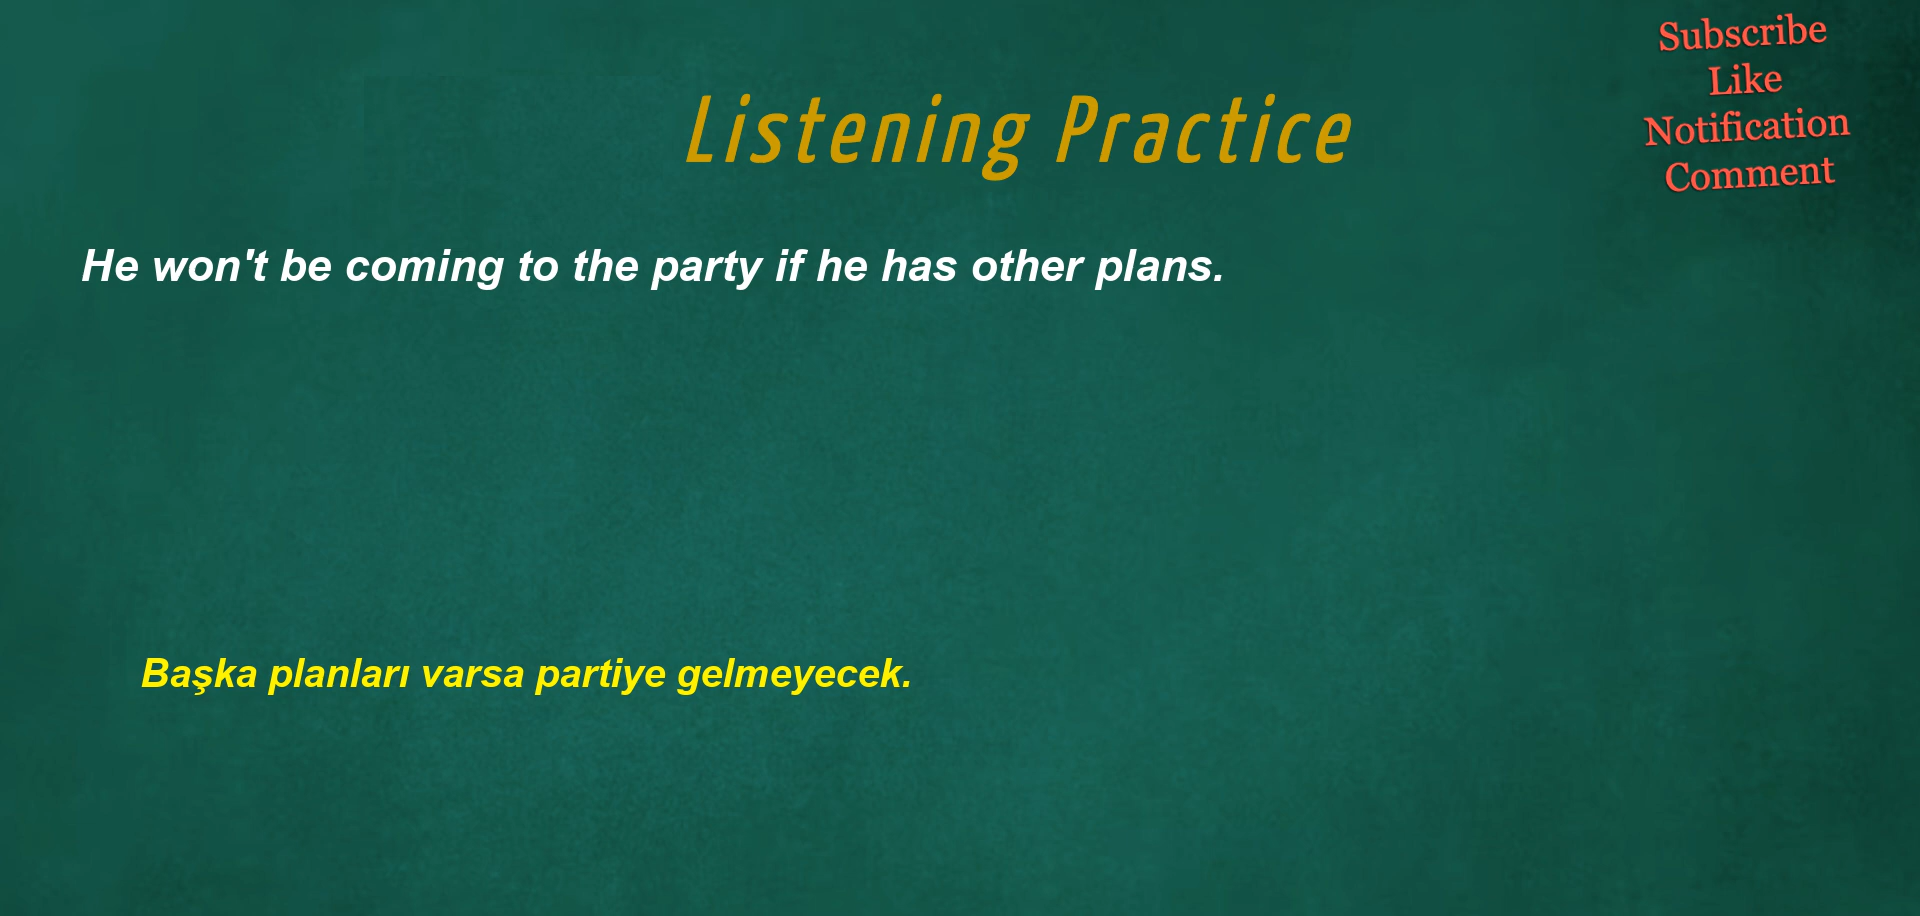 Subscribe
Like
Notification
Comment
Listening Practice
He won't be coming to the party if he has other plans.
Başka planları varsa partiye gelmeyecek.